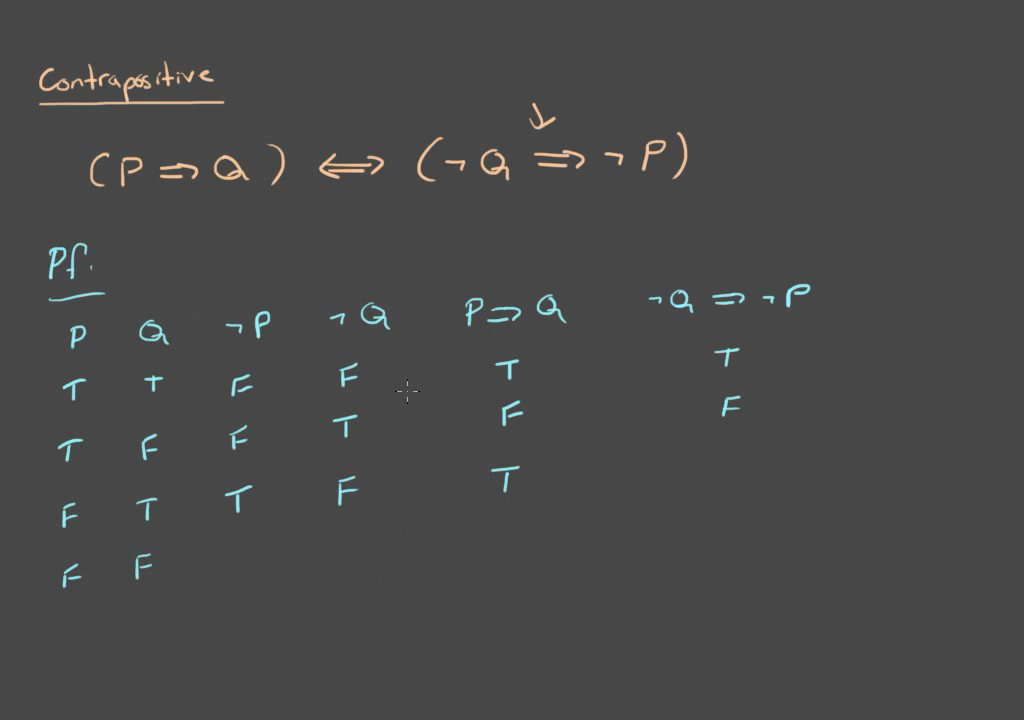 Contrapositive
(P ⇒ Q) ⇔ (¬Q ⇒ ¬P)
Pf.
P Q ¬P ¬Q P ⇒ Q ¬Q ⇒ ¬P
T T F F T T
T F F T F F
F T T F T
F F